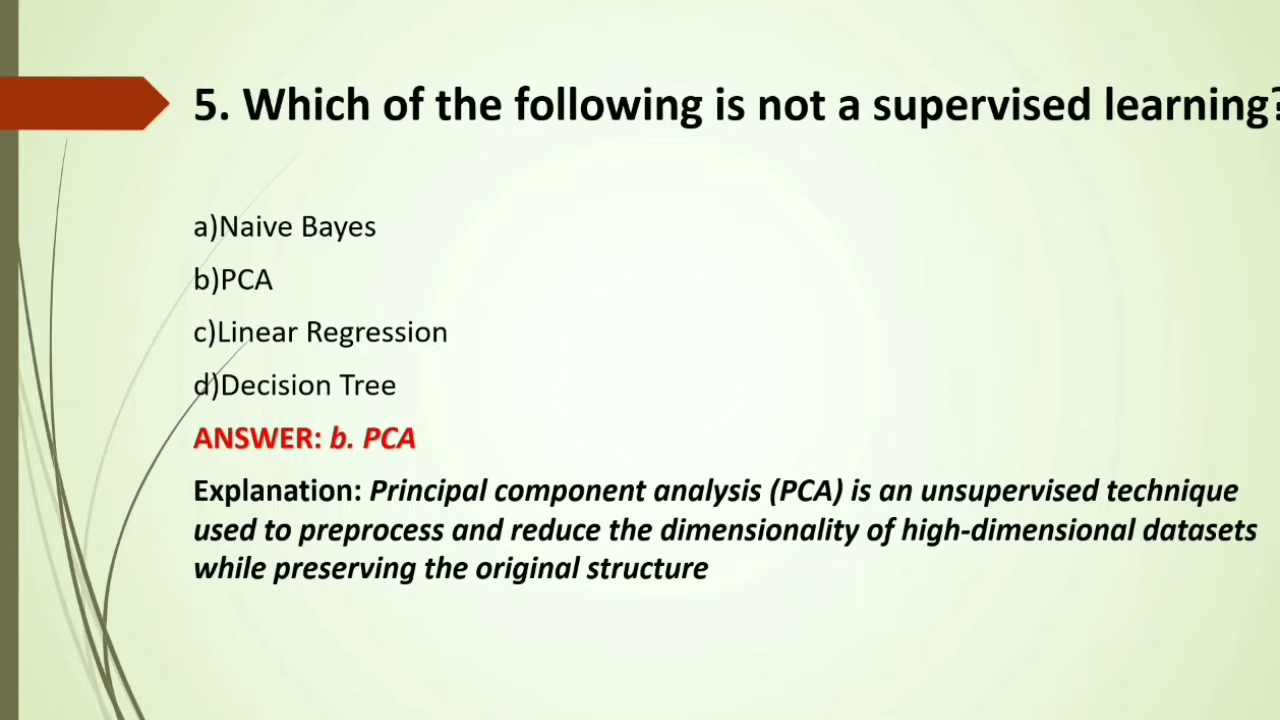 5. Which of the following is not a supervised learning?
a)Naive Bayes
b)PCA
c)Linear Regression
d)Decision Tree
ANSWER: b. PCA
Explanation: Principal component analysis (PCA) is an unsupervised technique
used to preprocess and reduce the dimensionality of high-dimensional datasets
while preserving the original structure